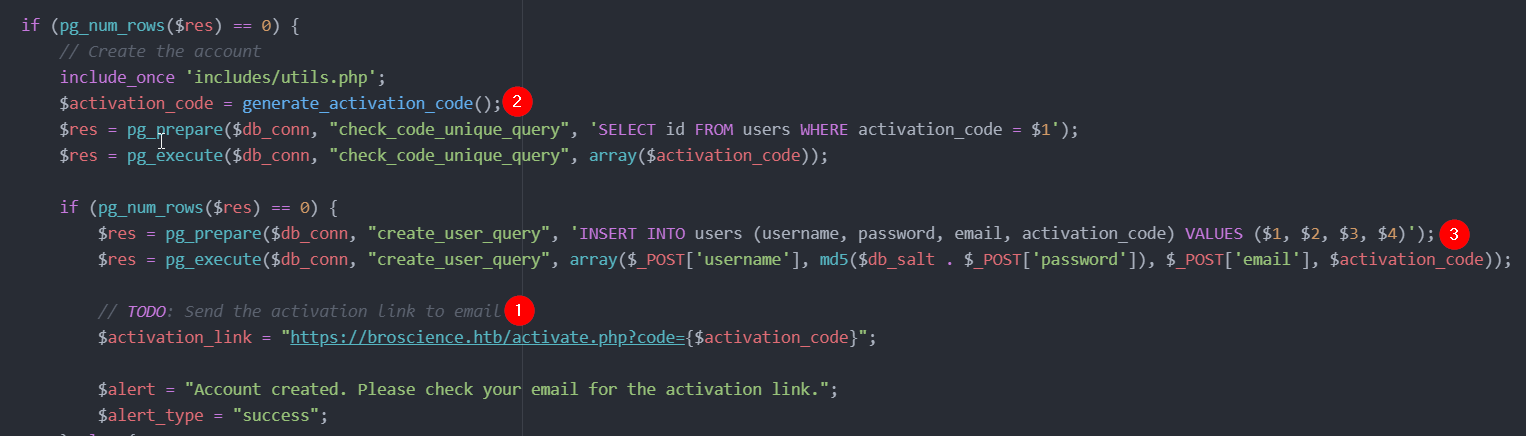 if (pg_num_rows($res) == 0) {
// Create the account
include_once 'includes/utils.php';
$activation_code = generate_activation_code(); 2
$res = pg_prepare($db_conn, "check_code_unique_query", 'SELECT id FROM users WHERE activation_code = $1');
$res = pg_execute($db_conn, "check_code_unique_query", array($activation_code));
if (pg_num_rows($res) == 0) {
$res = pg_prepare($db_conn, "create_user_query", 'INSERT INTO users (username, password, email, activation_code) VALUES ($1, $2, $3, $4)'); 3
$res = pg_execute($db_conn, "create_user_query", array($_POST['username'], md5($db_salt . $_POST['password']), $_POST['email'], $activation_code));
// TODO: Send the activation link to email 1
$activation_link = "https://broscience.htb/activate.php?code={$activation_code}";
$alert = "Account created. Please check your email for the activation link.";
$alert_type = "success";